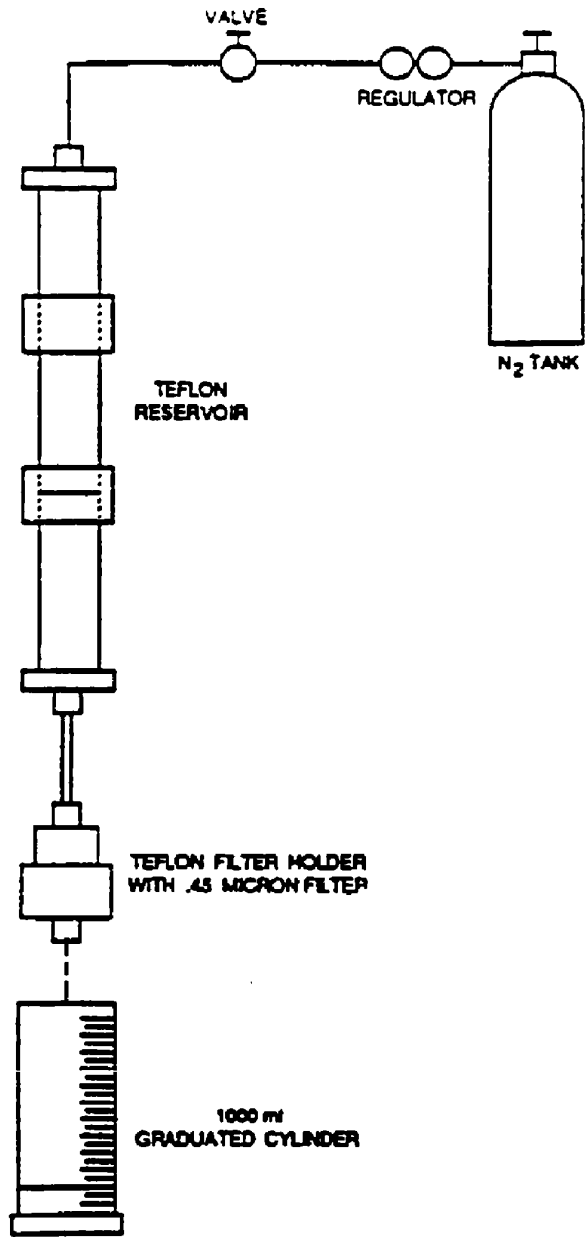 VALVE
REGULATOR
N2 TANK
TEFLON
RESERVOIR
TEFLON FILTER HOLDER
WITH .45 MICRON FILTER
1000 ml
GRADUATED CYLINDER